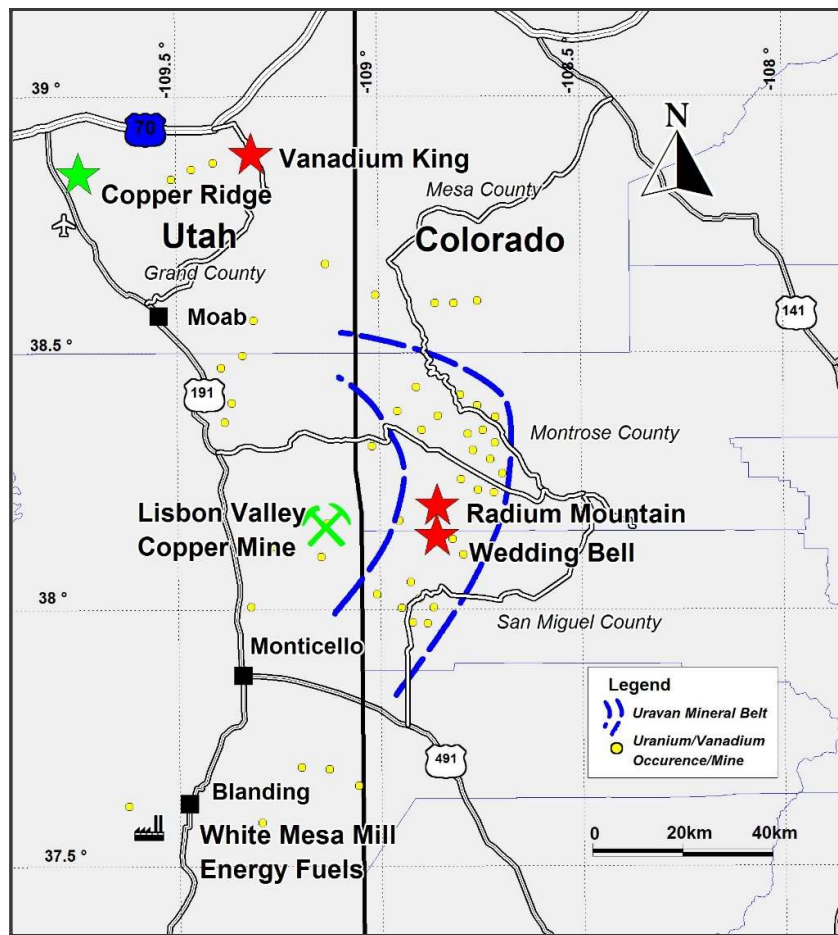 -109.5 °
-109 °
-108.5 °
-108 °
39 °
70
Vanadium King
N
Copper Ridge
Mesa County
Utah
Colorado
Grand County
Moab
141
38.5 °
191
Montrose County
Lisbon Valley
Copper Mine
Radium Mountain
Wedding Bell
38 °
San Miguel County
Monticello
Legend
Uravan Mineral Belt
Uranium/Vanadium
Occurence/Mine
491
Blanding
White Mesa Mill
Energy Fuels
0 20km 40km
37.5 °